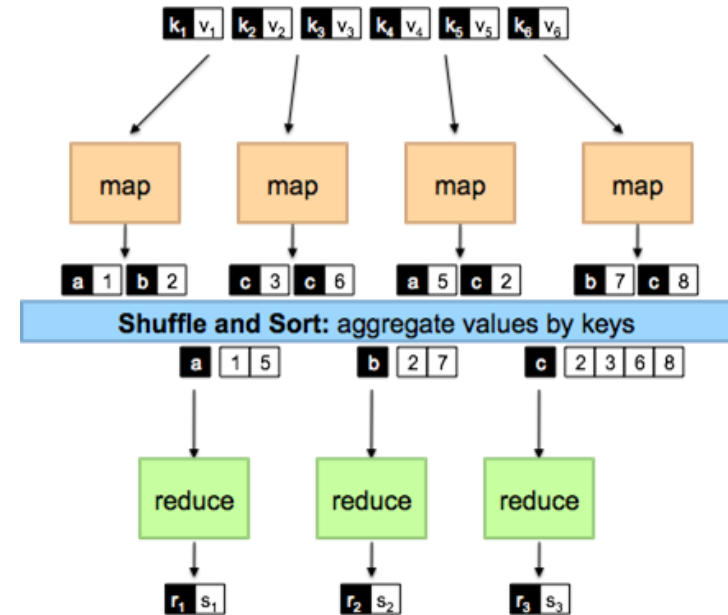 k₁ v₁ k₂ v₂ k₃ v₃ k₄ v₄ k₅ v₅ k₆ v₆
map map map map
a 1 b 2 c 3 c 6 a 5 c 2 b 7 c 8
Shuffle and Sort: aggregate values by keys
a 1 5 b 2 7 c 2 3 6 8
reduce reduce reduce
r₁ s₁ r₂ s₂ r₃ s₃